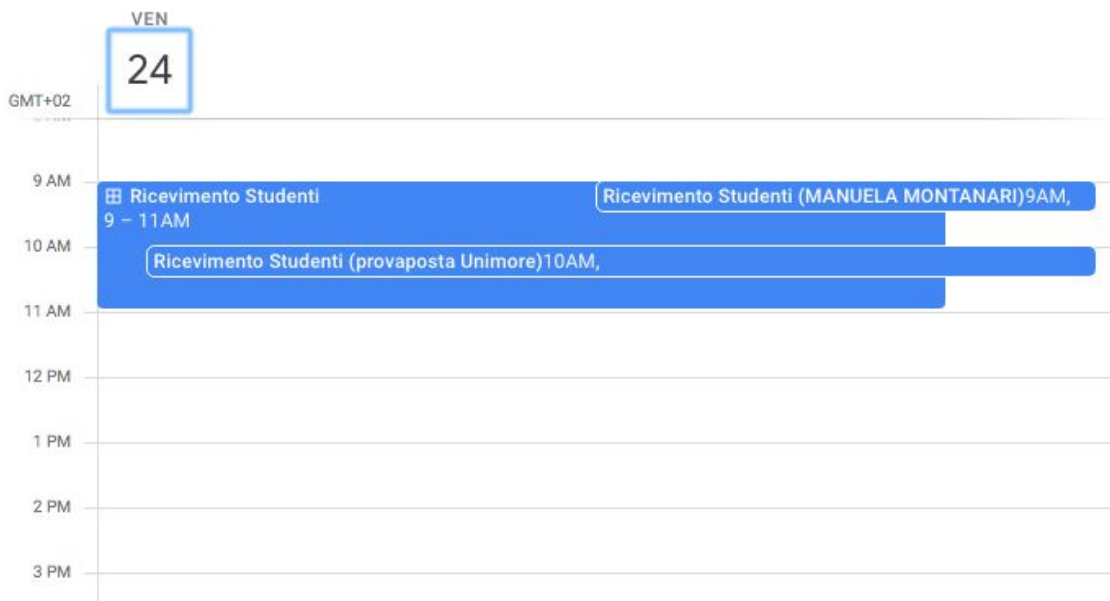 VEN
24
GMT+02
9 AM
Ricevimento Studenti
Ricevimento Studenti (MANUELA MONTANARI)9AM,
9 – 11AM
10 AM
Ricevimento Studenti (provaposta Unimore)10AM,
11 AM
12 PM
1 PM
2 PM
3 PM